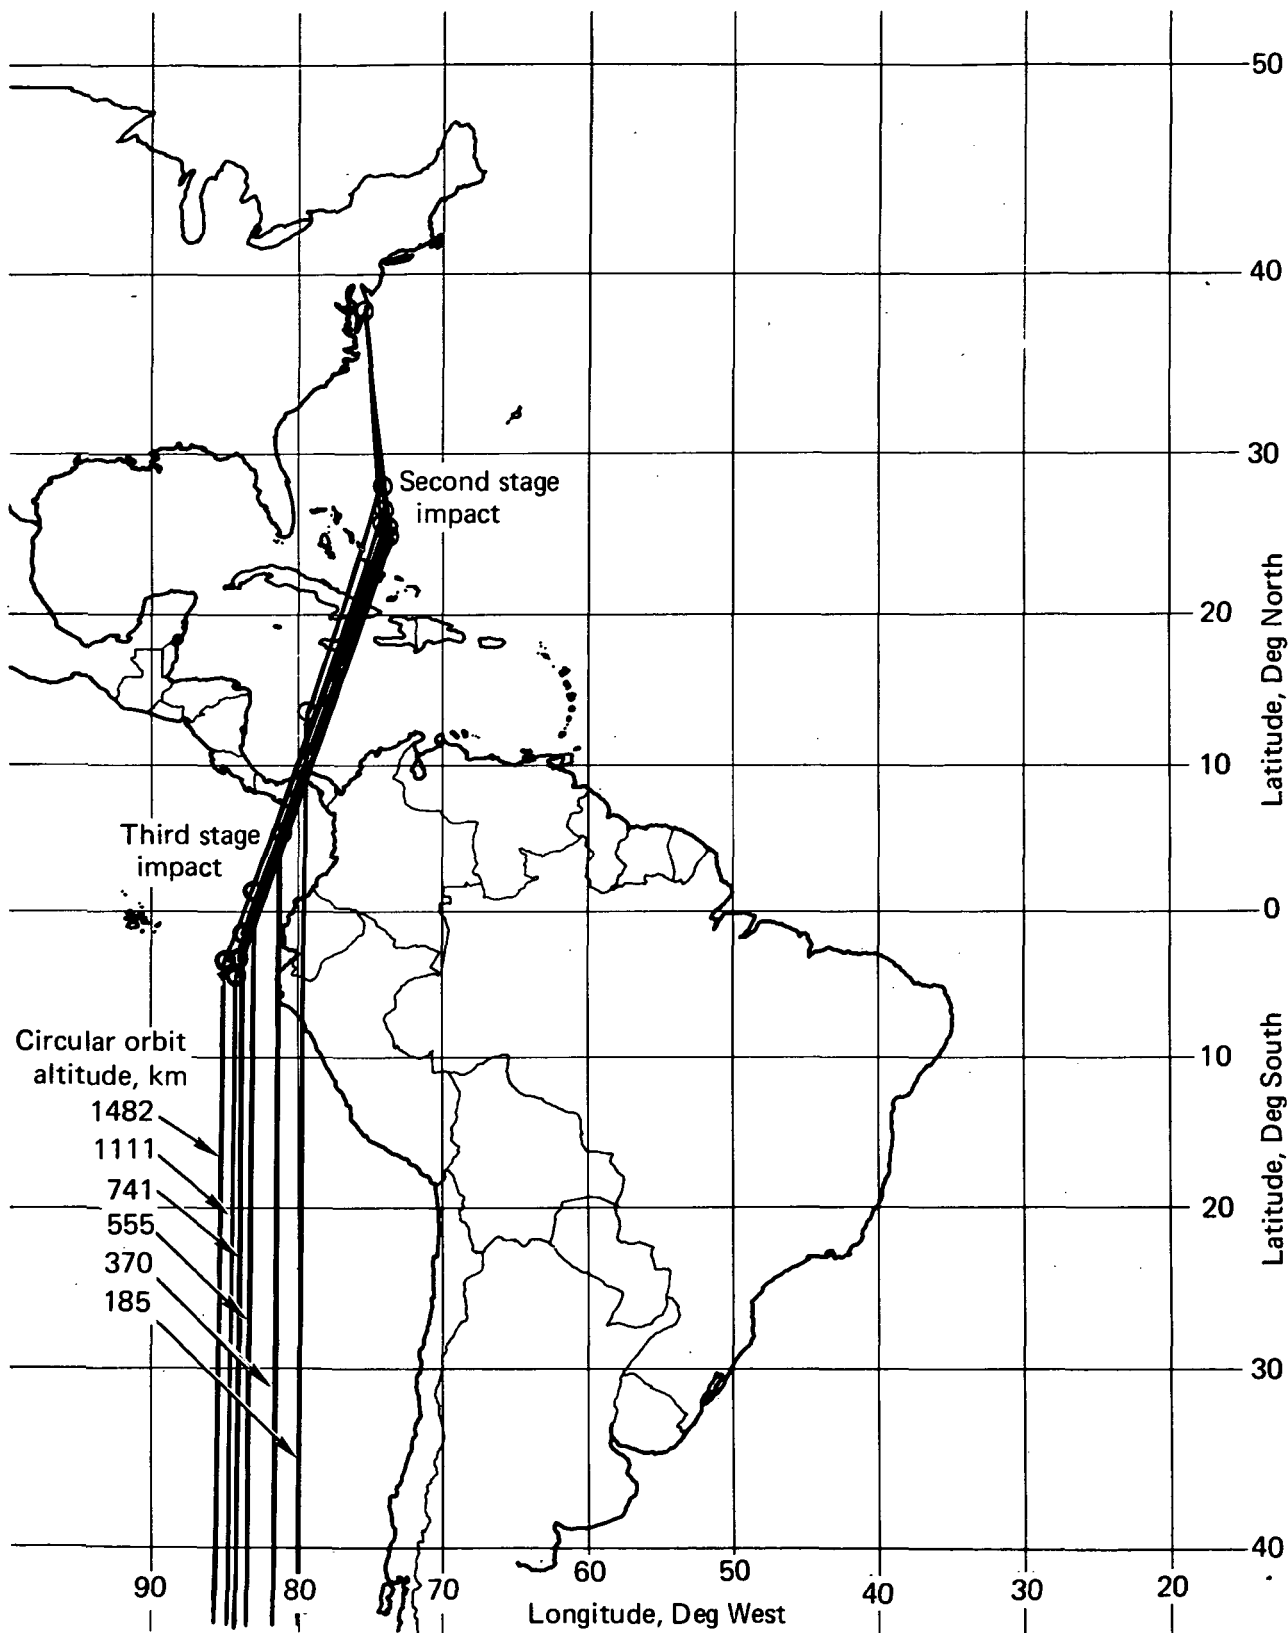 50
40
30
Second stage
impact
20
Latitude, Deg North
10
Third stage
impact
0
Circular orbit
altitude, km
10
Latitude, Deg South
1482
1111
741
20
555
370
185
30
40
90
80
70
60
50
40
30
20
Longitude, Deg West